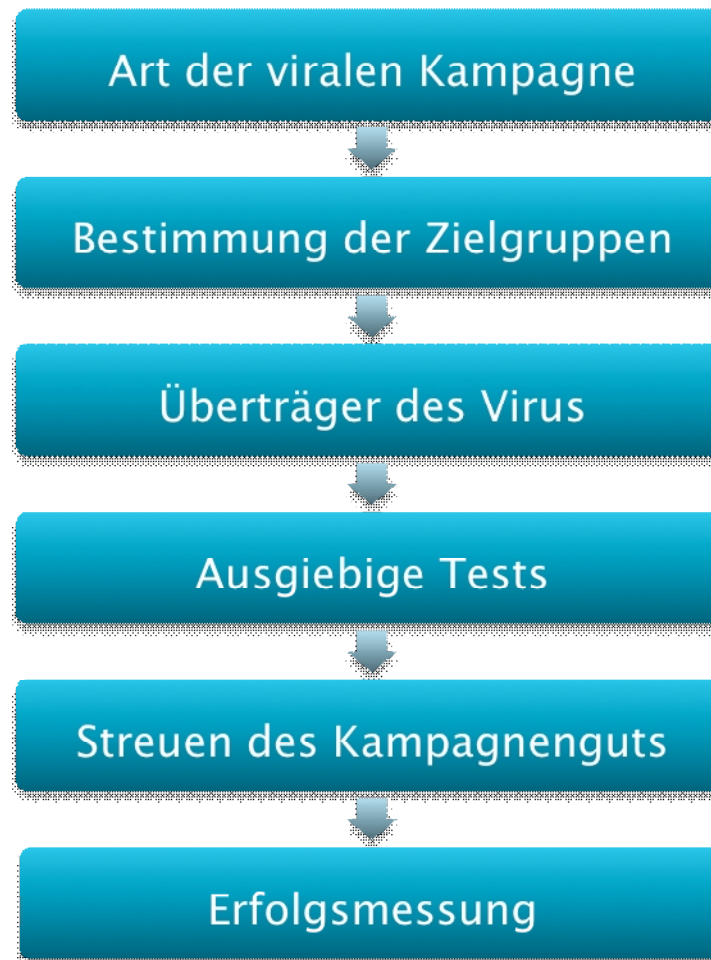 Art der viralen Kampagne
Bestimmung der Zielgruppen
Überträger des Virus
Ausgiebige Tests
Streuen des Kampagnenguts
Erfolgsmessung